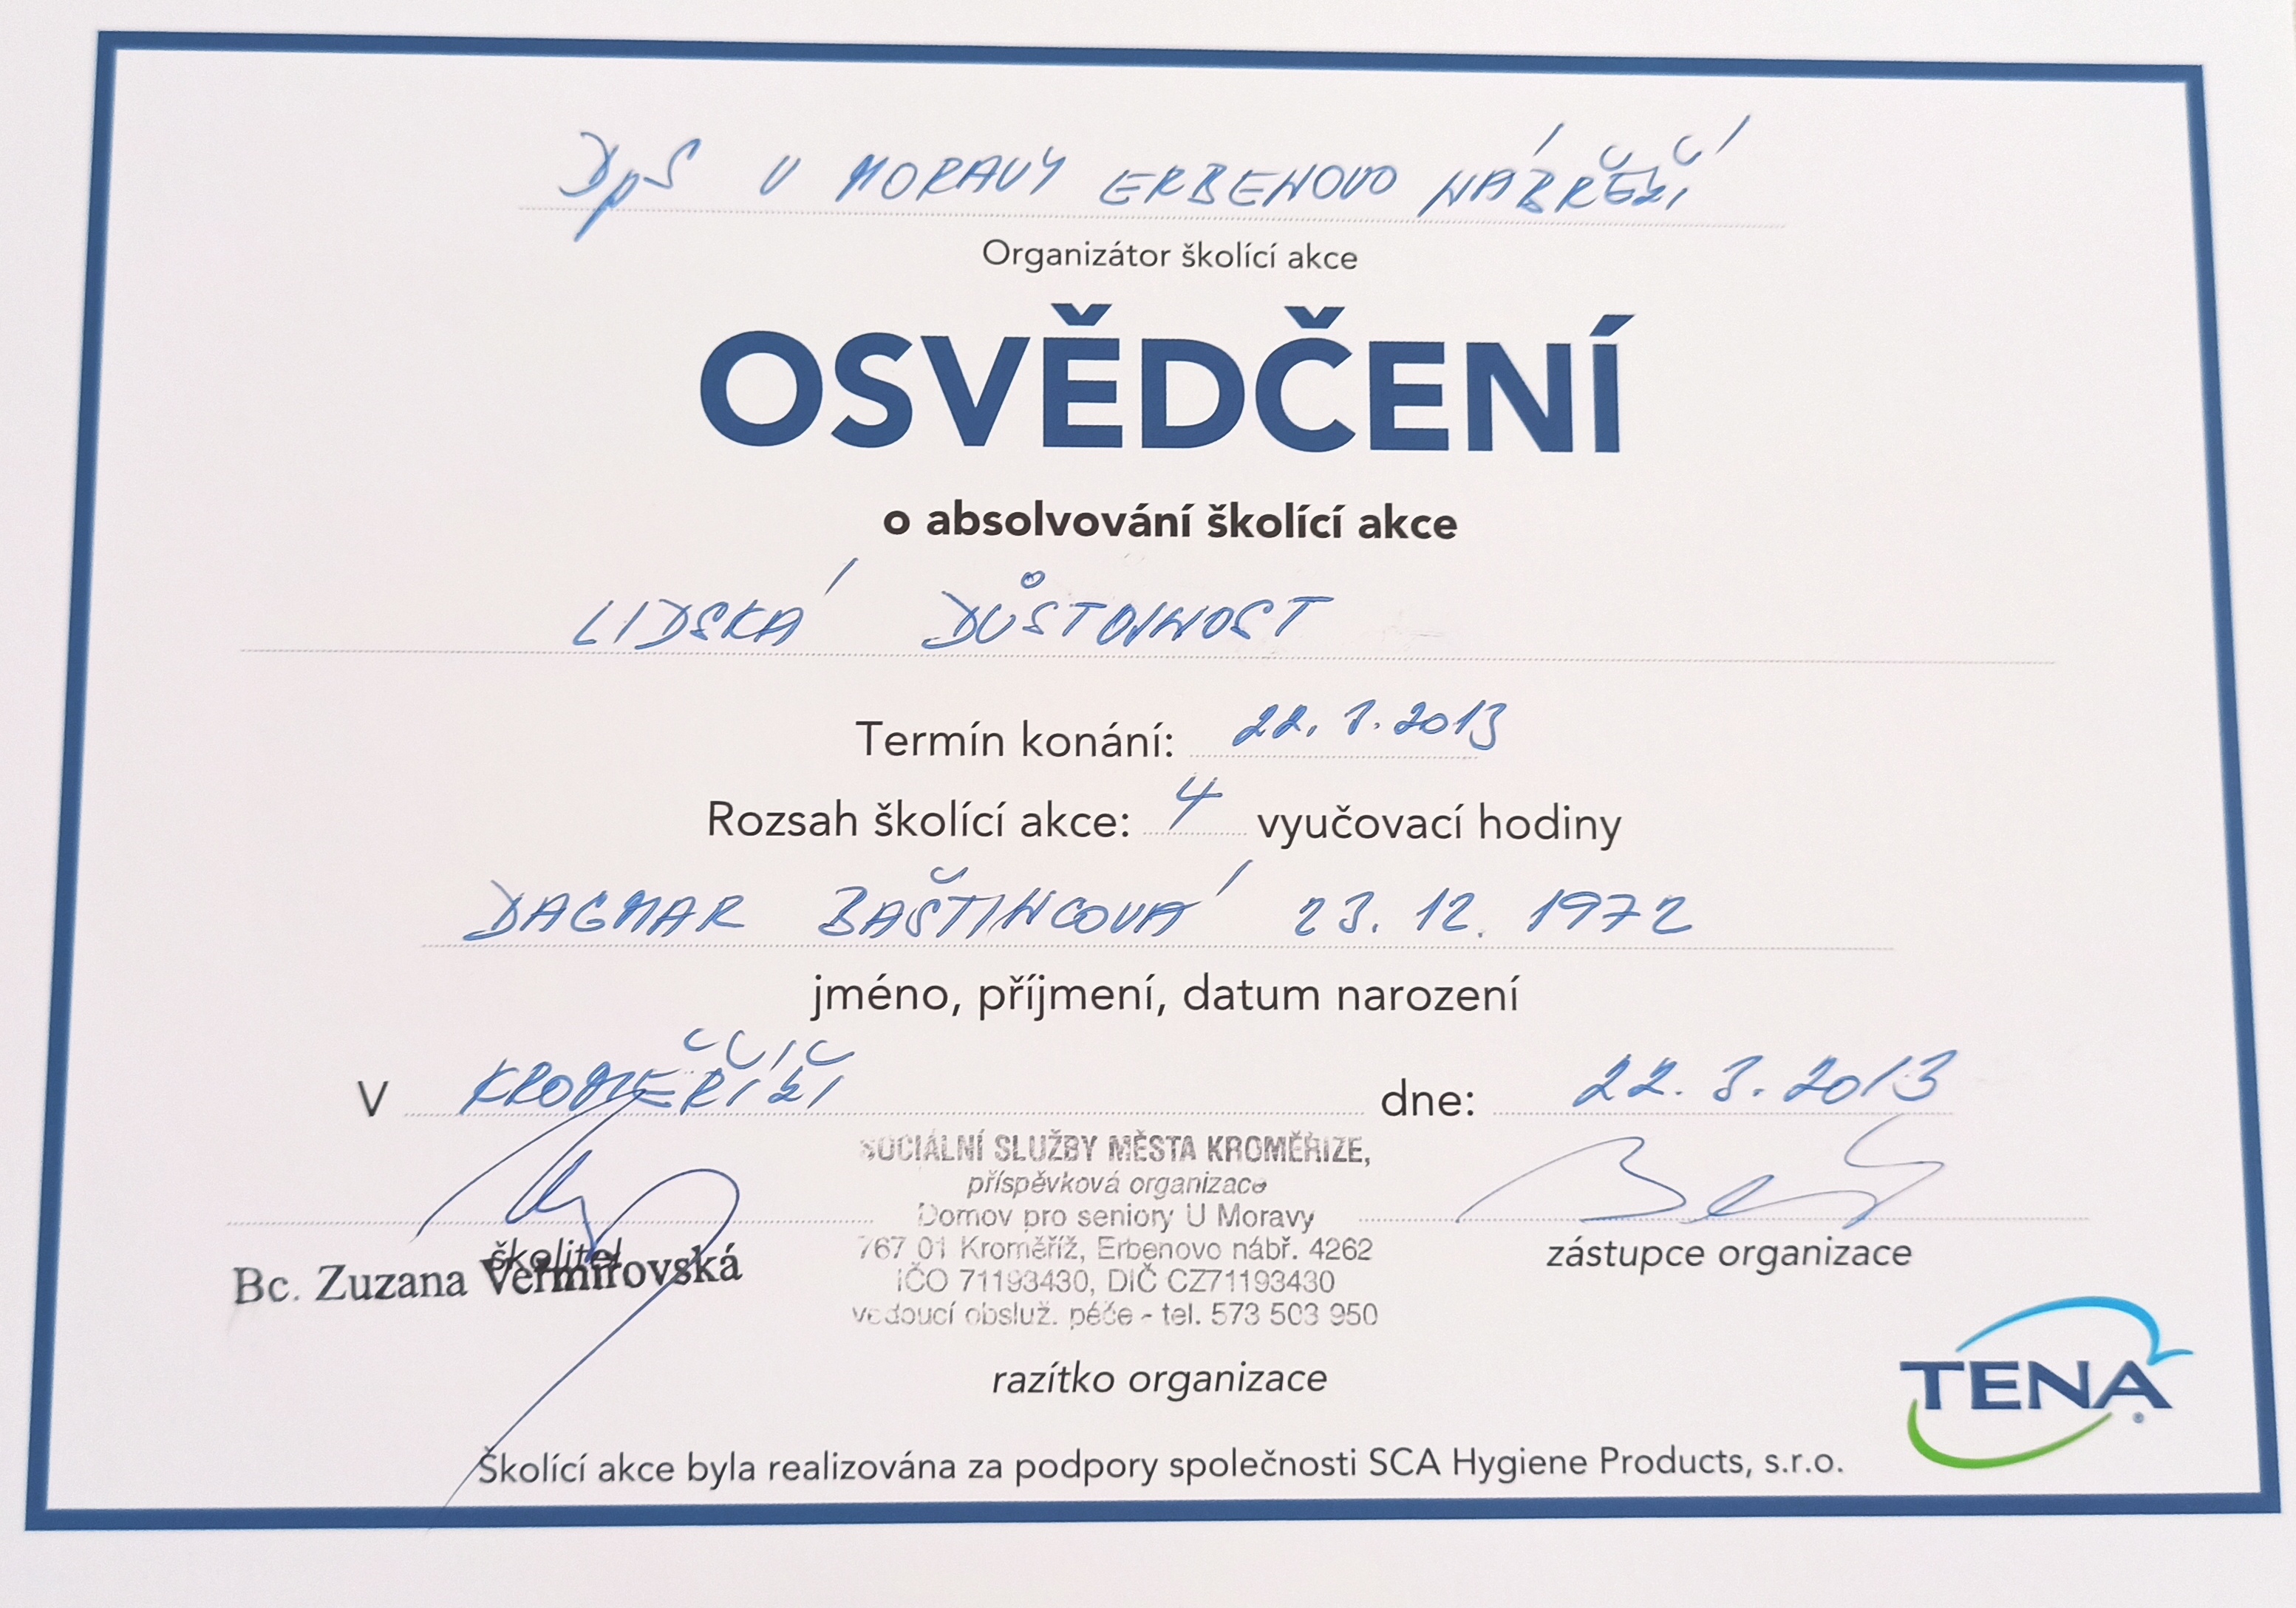 DpS U MORAVY ERBENOVO NÁBŘEŽÍ
Organizátor školící akce
OSVĚDČENÍ
o absolvování školící akce
LIDSKÁ DŮSTOJNOST
Termín konání: 22. 3. 2013
Rozsah školící akce: 4 vyučovací hodiny
DAGMAR BAŠTINCOVÁ 23. 12. 1972
jméno, příjmení, datum narození
V KROMĚŘÍŽI dne: 22. 3. 2013
SOCIÁLNÍ SLUŽBY MĚSTA KROMĚŘÍŽE,
příspěvková organizace
Domov pro seniory U Moravy
767 01 Kroměříž, Erbenovo nábř. 4262
IČO 71193430, DIČ CZ71193430
vedoucí obsluž. péče - tel. 573 503 950
školitel
Bc. Zuzana Vermířovská
zástupce organizace
razítko organizace
TENA®
Školící akce byla realizována za podpory společnosti SCA Hygiene Products, s.r.o.